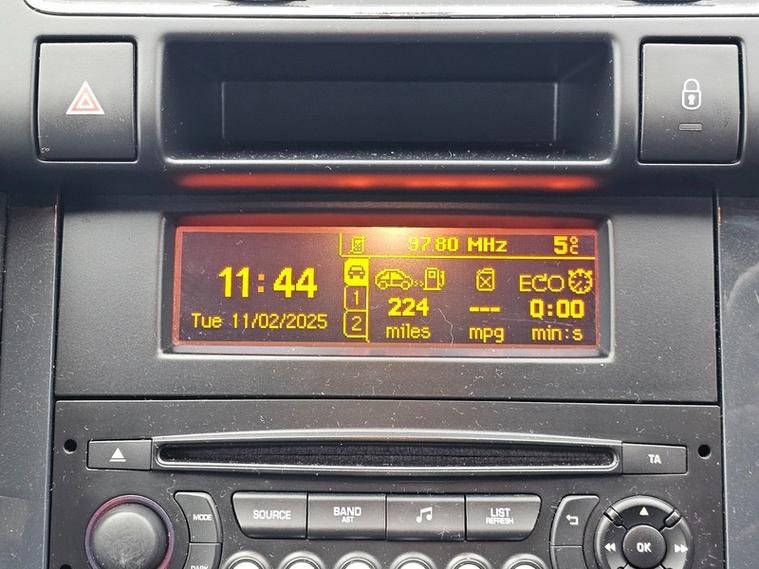 97.80 MHz 5°C
11:44
Tue 11/02/2025
1
2
ECO
224 --- 0:00
miles mpg min:s
TA
MODE SOURCE BAND AST LIST REFRESH
DARK OK